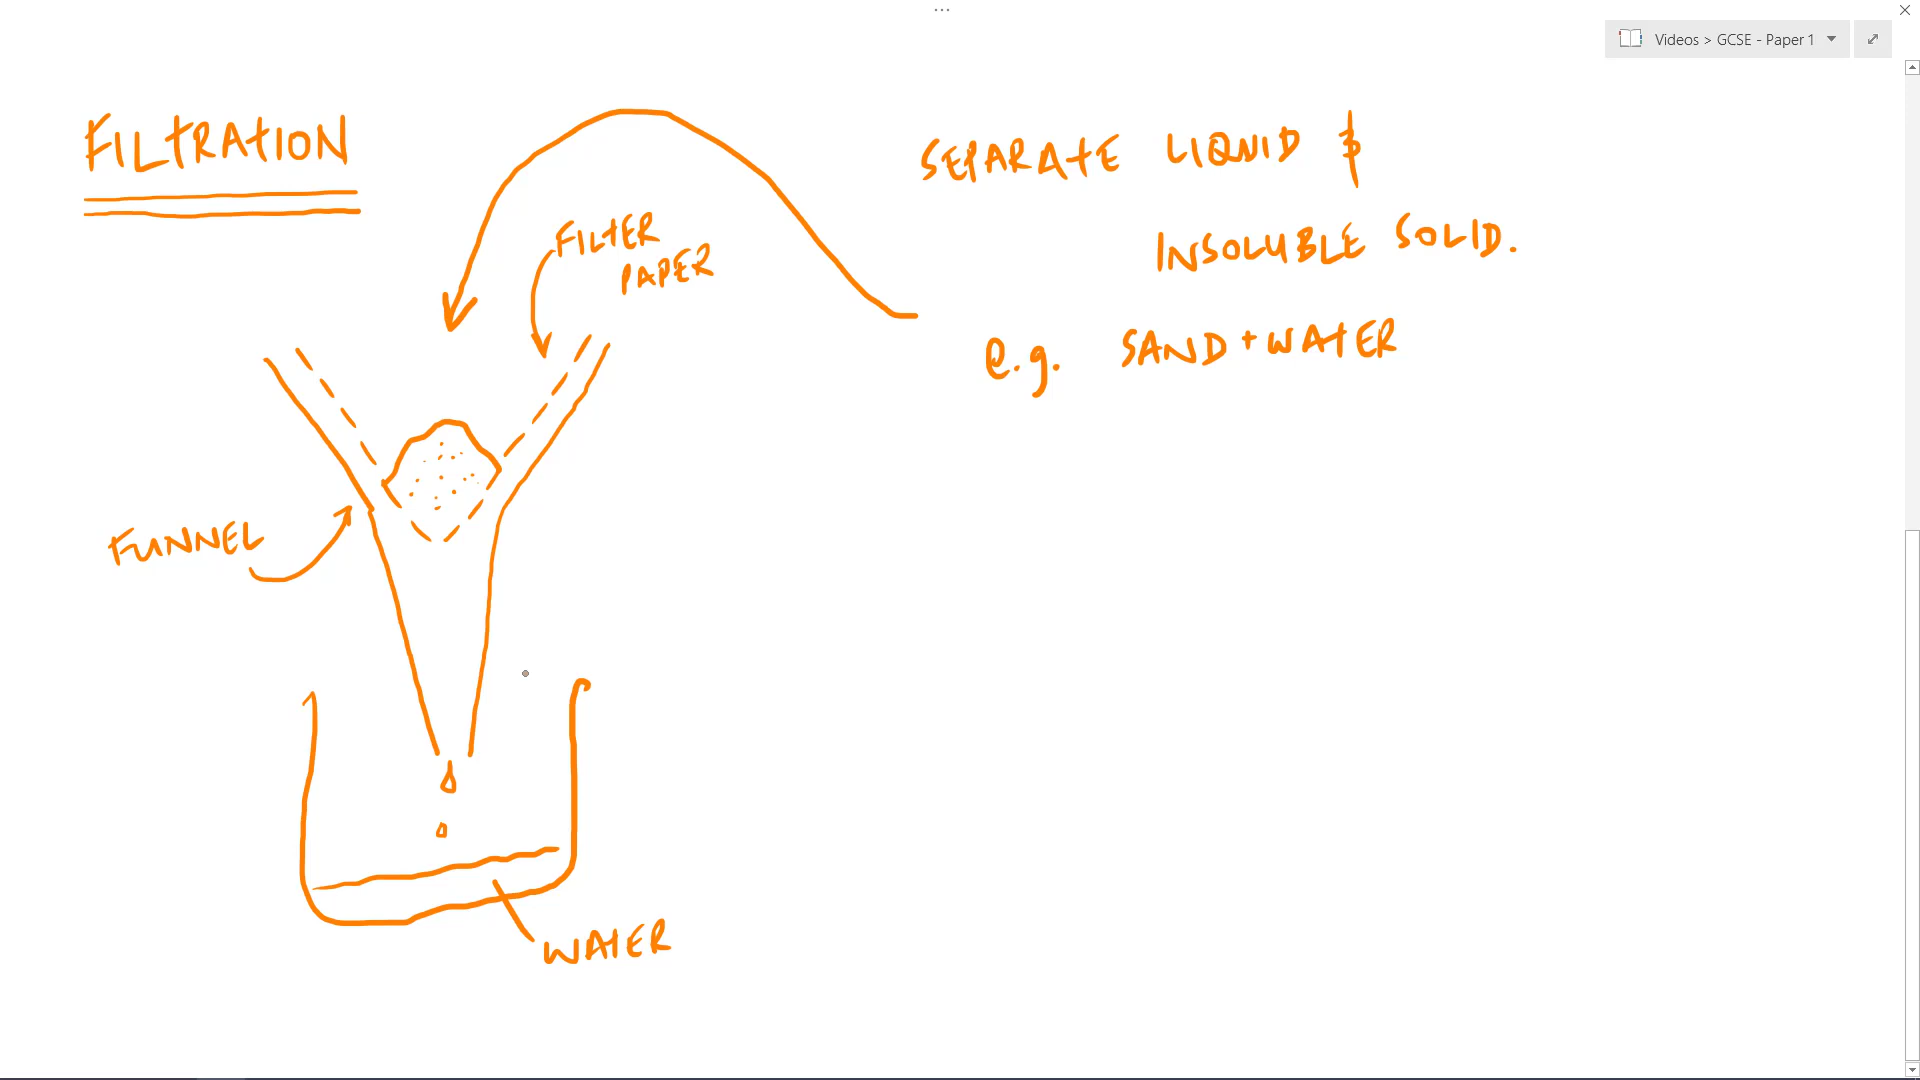 Videos > GCSE - Paper 1
FILTRATION
SEPARATE LIQUID &
INSOLUBLE SOLID.
e.g. SAND + WATER
FILTER
PAPER
FUNNEL
WATER